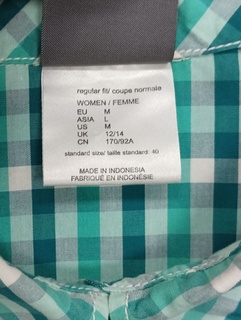 regular fit/ coupe normale
WOMEN / FEMME
EU M
ASIA L
US M
UK 12/14
CN 170/92A
standard size/ taille standard 40
MADE IN INDONESIA
FABRIQUÉ EN INDONÉSIE